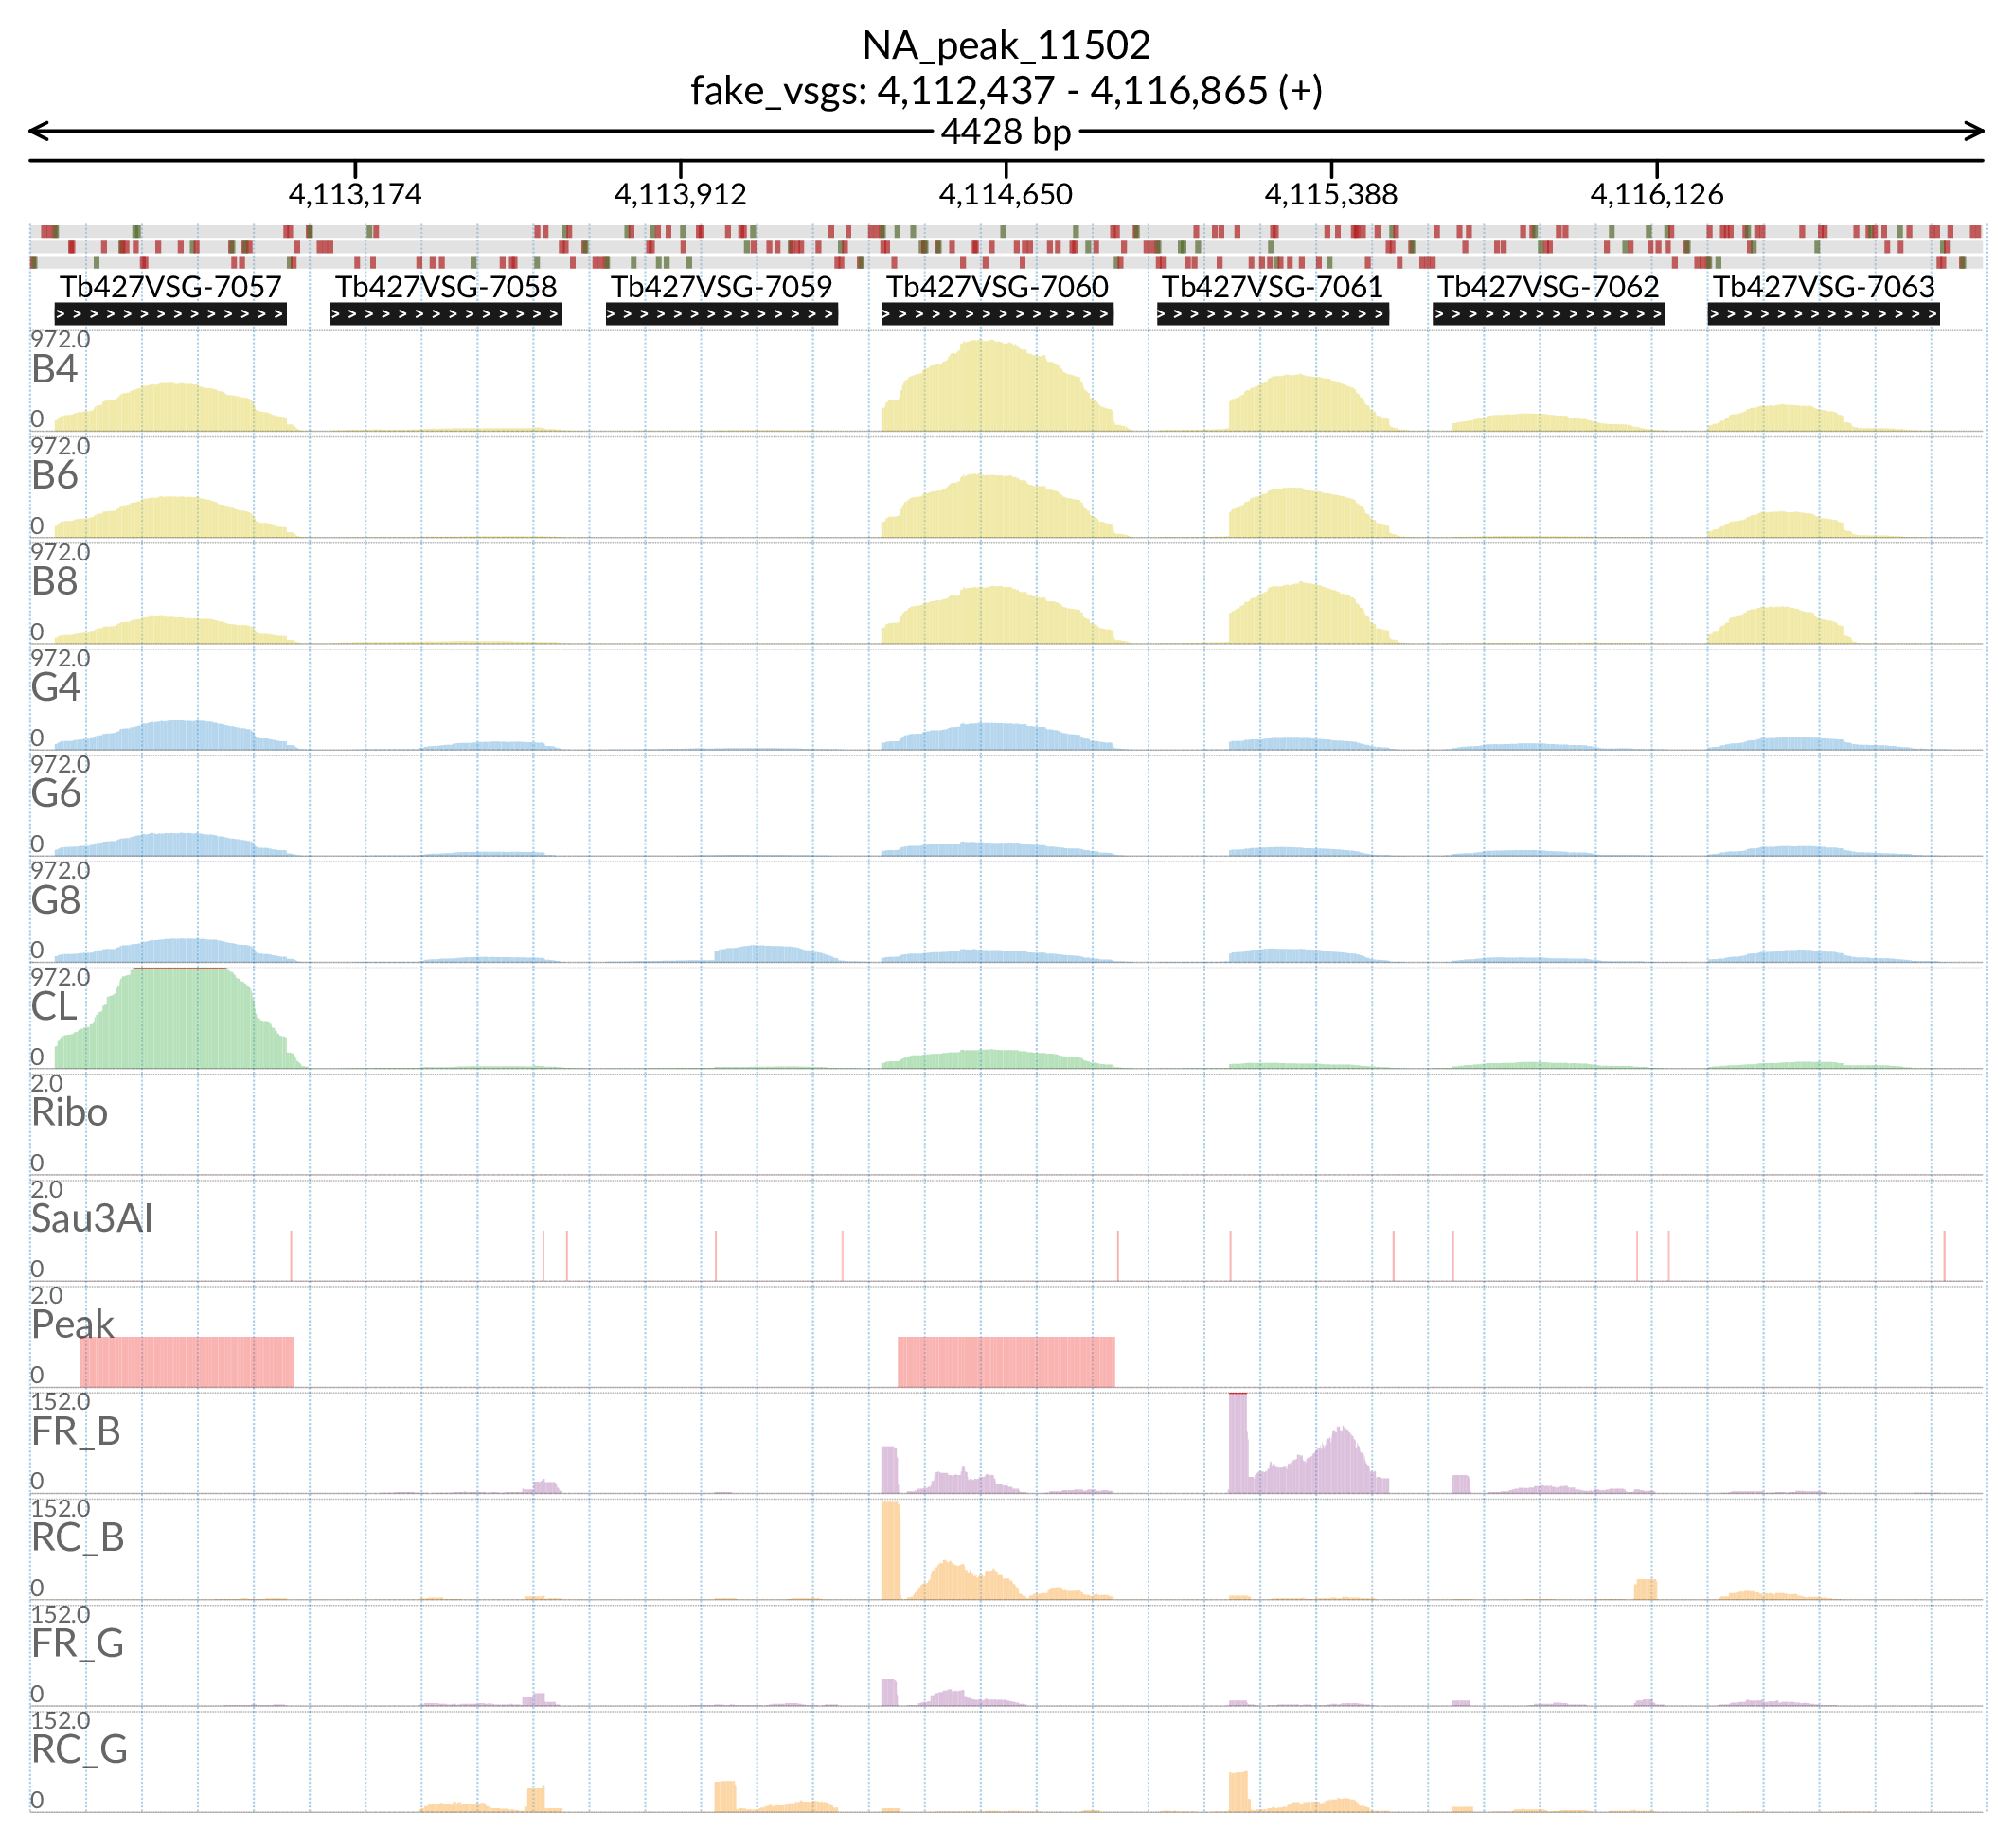 NA_peak_11502
fake_vsgs: 4,112,437 - 4,116,865 (+)
4428 bp
4,113,174 4,113,912 4,114,650 4,115,388 4,116,126
Tb427VSG-7057 Tb427VSG-7058 Tb427VSG-7059 Tb427VSG-7060 Tb427VSG-7061 Tb427VSG-7062 Tb427VSG-7063
972.0
B4
0
972.0
B6
0
972.0
B8
0
972.0
G4
0
972.0
G6
0
972.0
G8
0
972.0
CL
0
2.0
Ribo
0
2.0
Sau3AI
0
2.0
Peak
0
152.0
FR_B
0
152.0
RC_B
0
152.0
FR_G
0
152.0
RC_G
0